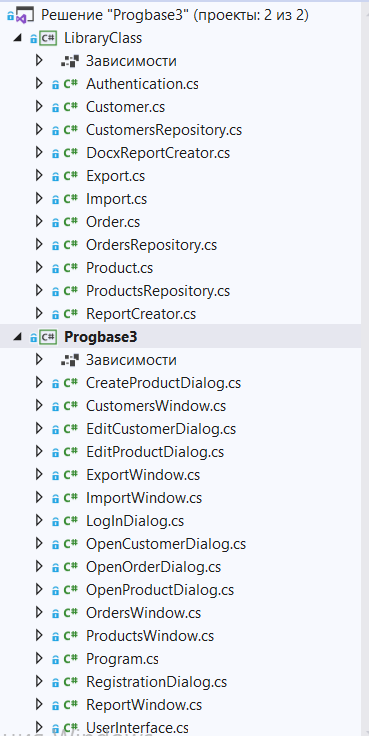 Решение "Progbase3" (проекты: 2 из 2)
LibraryClass
Зависимости
Authentication.cs
Customer.cs
CustomersRepository.cs
DocxReportCreator.cs
Export.cs
Import.cs
Order.cs
OrdersRepository.cs
Product.cs
ProductsRepository.cs
ReportCreator.cs
Progbase3
Зависимости
CreateProductDialog.cs
CustomersWindow.cs
EditCustomerDialog.cs
EditProductDialog.cs
ExportWindow.cs
ImportWindow.cs
LogInDialog.cs
OpenCustomerDialog.cs
OpenOrderDialog.cs
OpenProductDialog.cs
OrdersWindow.cs
ProductsWindow.cs
Program.cs
RegistrationDialog.cs
ReportWindow.cs
UserInterface.cs